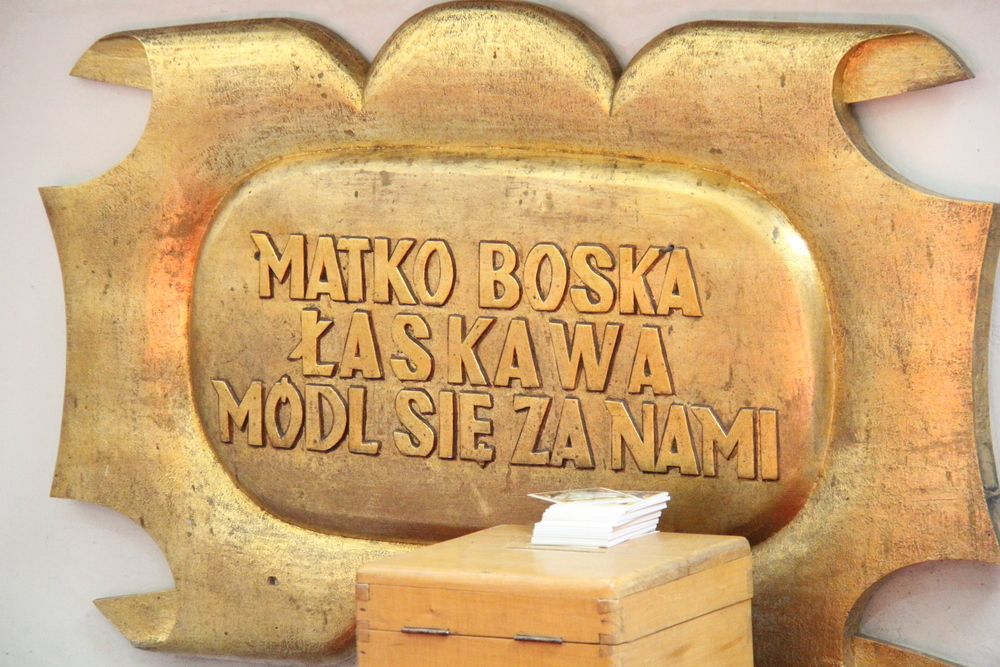 MATKO BOSKA
ŁASKAWA
MÓDL SIĘ ZA NAMI